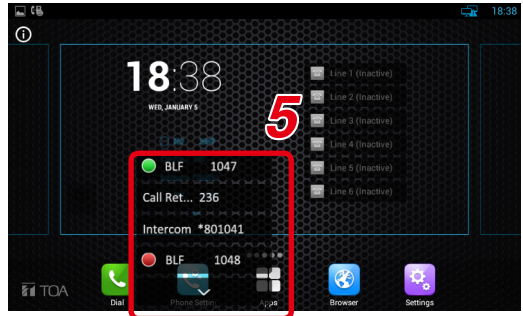 18:38
18:38
WED, JANUARY 5
5
Line 1 (Inactive)
Line 2 (Inactive)
Line 3 (Inactive)
Line 4 (Inactive)
Line 5 (Inactive)
Line 6 (Inactive)
BLF 1047
Call Ret... 236
Intercom *801041
BLF 1048
TOA
Dial
Phone Settin
Apps
Browser
Settings